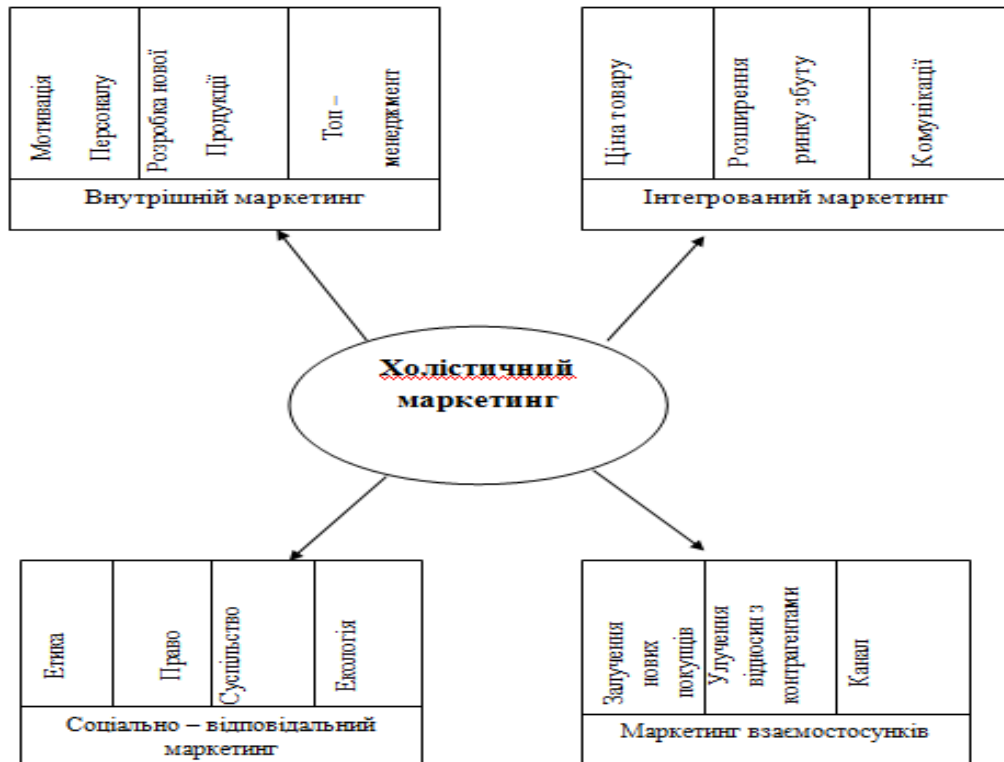 Мотивація
Персоналу
Розробка нової
Продукції
Топ –
менеджмент
Внутрішній маркетинг
Ціна товару
Розширення
ринку збуту
Комунікації
Інтегрований маркетинг
Холістичний
маркетинг
Етика
Право
Суспільство
Екологія
Соціально – відповідальний
маркетинг
Залучення
нових
покупців
Улучення
відносин з
контрагентами
Канал
Маркетинг взаємостосунків